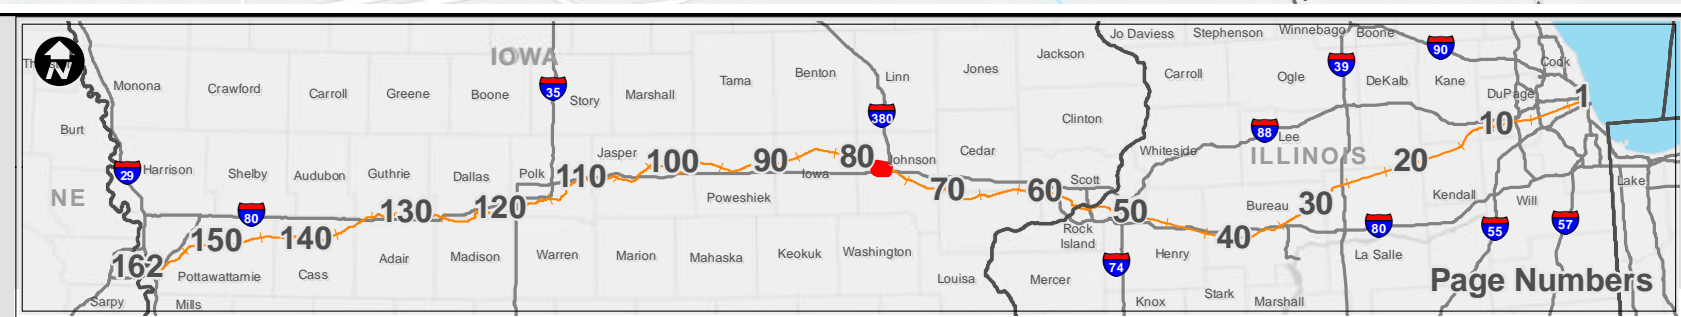 Jo Daviess Stephenson Winnebago Boone
IOWA
Jackson
90
Cook
N
39
Monona Crawford Carroll Greene Boone 35 Story Marshall Tama Benton Linn Jones Carroll Ogle DeKalb Kane
DuPage 1
380
Clinton
10
Burt
88 Lee
ILLINOIS
Whiteside
Jasper 100 90 80 Johnson Cedar
20
29 Harrison Shelby Audubon Guthrie Dallas Polk 110 Iowa Scott
Lake
NE
Poweshiek
70 60
Kendall Will
80
130 120
50
Bureau 30
150 140
Rock
Island
40
80 55 57
162
Pottawattamie Cass Adair Madison Warren Marion Mahaska Keokuk Washington
74 Henry La Salle
Louisa Mercer
Page Numbers
Sarpy Mills
Knox Stark Marshall